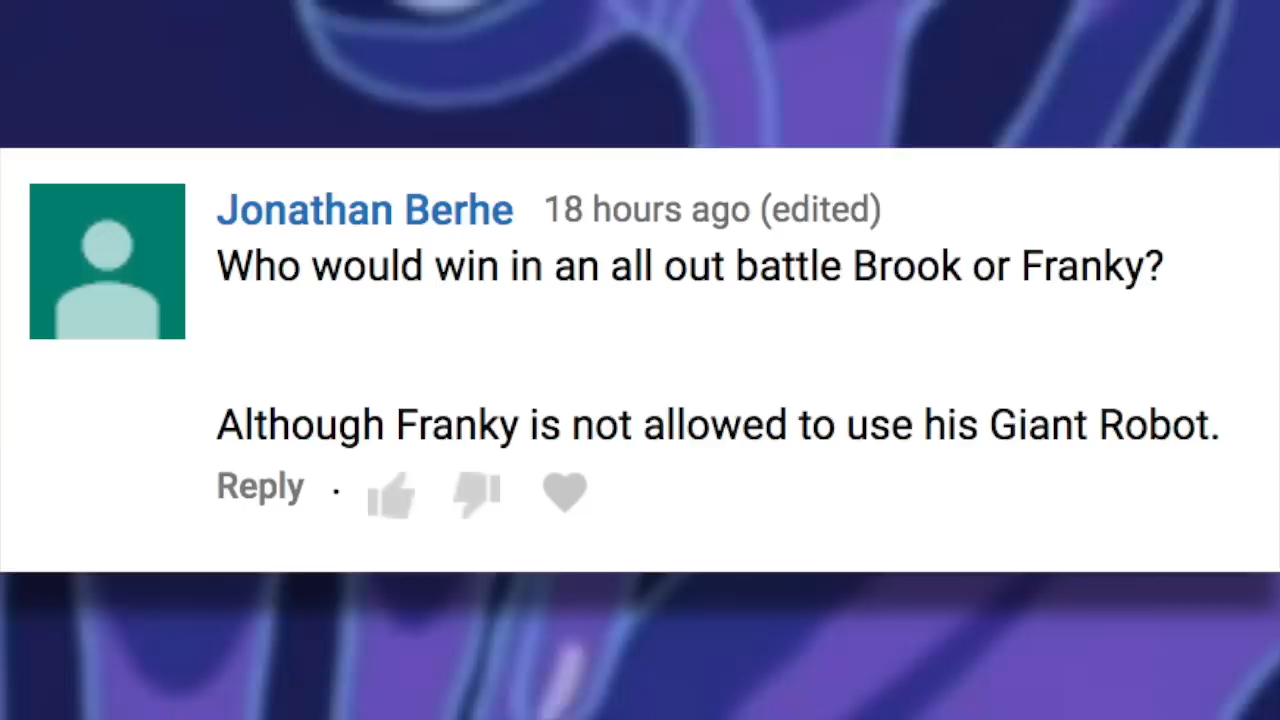 Jonathan Berhe 18 hours ago (edited)
Who would win in an all out battle Brook or Franky?
Although Franky is not allowed to use his Giant Robot.
Reply ·